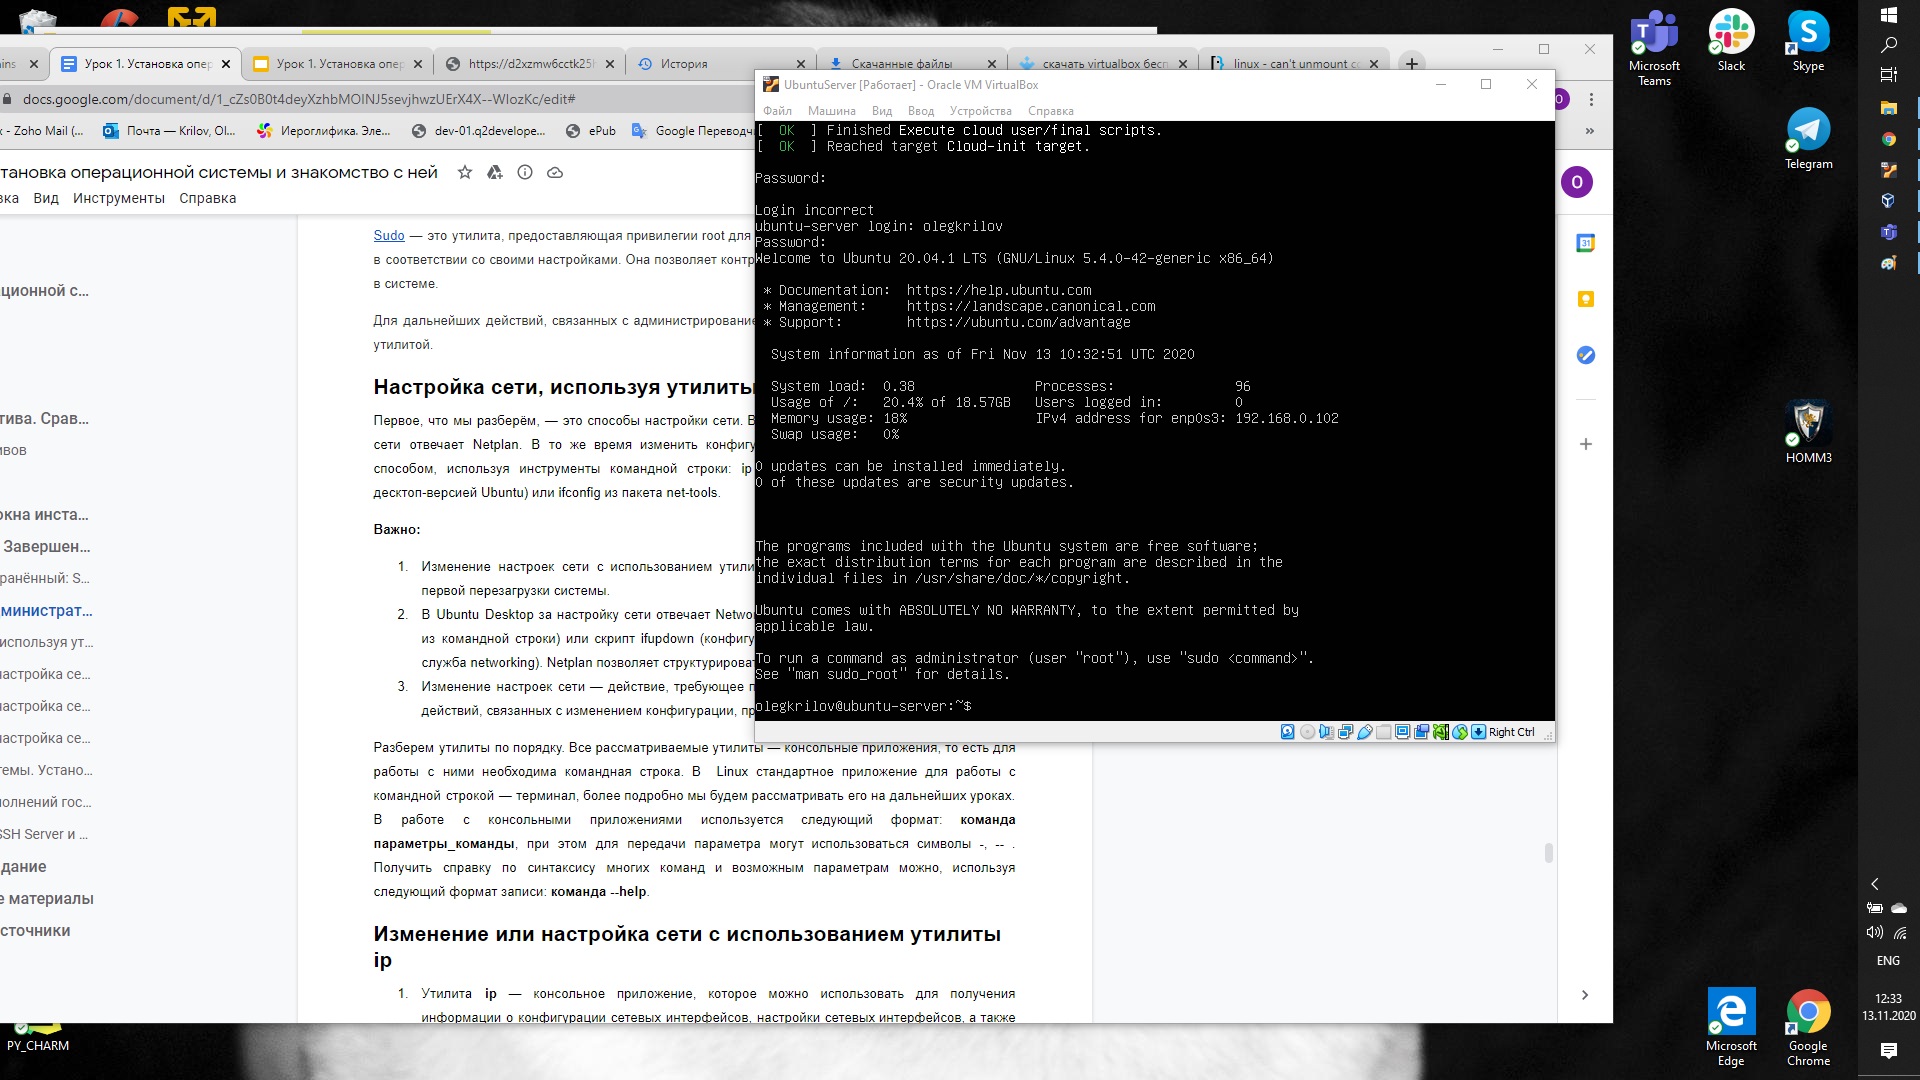 ains
Урок 1. Установка опер
Урок 1. Установка опер
https://d2xzmw6cctk25h
История
Скачанные файлы
скачать virtualbox бесп
linux - can't unmount
docs.google.com/document/d/1_cZs0B0t4deyXzhbMOINJ5sevjhwzUErX4X--WIozKc/edit#
- Zoho Mail (...
Почта — Krilov, Ol...
Иероглифика. Эле...
dev-01.q2develope...
ePub
Google Переводч
»
тановка операционной системы и знакомство с ней
вка Вид Инструменты Справка
O
31
ционной с...
тива. Срав...
ивов
окна инста...
Завершен...
ранённый: S...
министрат...
используя ут...
настройка се...
настройка се...
настройка се...
темы. Устано...
олнений гос...
SSH Server и ...
дание
е материалы
сточники
Sudo — это утилита, предоставляющая привилегии root для
в соответствии со своими настройками. Она позволяет контр
в системе.
Для дальнейших действий, связанных с администрирование
утилитой.
Настройка сети, используя утилиты
Первое, что мы разберём, — это способы настройки сети. В
сети отвечает Netplan. В то же время изменить конфигу
способом, используя инструменты командной строки: ip
десктоп-версией Ubuntu) или ifconfig из пакета net-tools.
Важно:
1. Изменение настроек сети с использованием утили
первой перезагрузки системы.
2. В Ubuntu Desktop за настройку сети отвечает Netwo
из командной строки) или скрипт ifupdown (конфигу
служба networking). Netplan позволяет структурироват
3. Изменение настроек сети — действие, требующее п
действий, связанных с изменением конфигурации, пр
Разберем утилиты по порядку. Все рассматриваемые утилиты — консольные приложения, то есть для
работы с ними необходима командная строка. В Linux стандартное приложение для работы с
командной строкой — терминал, более подробно мы будем рассматривать его на дальнейших уроках.
В работе с консольными приложениями используется следующий формат: команда
параметры_команды, при этом для передачи параметра могут использоваться символы -, -- .
Получить справку по синтаксису многих команд и возможным параметрам можно, используя
следующий формат записи: команда --help.
Изменение или настройка сети с использованием утилиты
ip
1. Утилита ip — консольное приложение, которое можно использовать для получения
информации о конфигурации сетевых интерфейсов, настройки сетевых интерфейсов, а также
UbuntuServer [Работает] - Oracle VM VirtualBox
Файл Машина Вид Ввод Устройства Справка
[ OK ] Finished Execute cloud user/final scripts.
[ OK ] Reached target Cloud-init target.
Password:
Login incorrect
ubuntu-server login: olegkrilov
Password:
Welcome to Ubuntu 20.04.1 LTS (GNU/Linux 5.4.0-42-generic x86_64)
* Documentation: https://help.ubuntu.com
* Management: https://landscape.canonical.com
* Support: https://ubuntu.com/advantage
System information as of Fri Nov 13 10:32:51 UTC 2020
System load: 0.38 Processes: 96
Usage of /: 20.4% of 18.57GB Users logged in: 0
Memory usage: 18% IPv4 address for enp0s3: 192.168.0.102
Swap usage: 0%
0 updates can be installed immediately.
0 of these updates are security updates.
The programs included with the Ubuntu system are free software;
the exact distribution terms for each program are described in the
individual files in /usr/share/doc/*/copyright.
Ubuntu comes with ABSOLUTELY NO WARRANTY, to the extent permitted by
applicable law.
To run a command as administrator (user "root"), use "sudo <command>".
See "man sudo_root" for details.
olegkrilov@ubuntu-server:~$
Right Ctrl
Microsoft
Teams
Slack
Skype
Telegram
HOMM3
Microsoft
Edge
Google
Chrome
PY_CHARM
ENG
12:33
13.11.2020